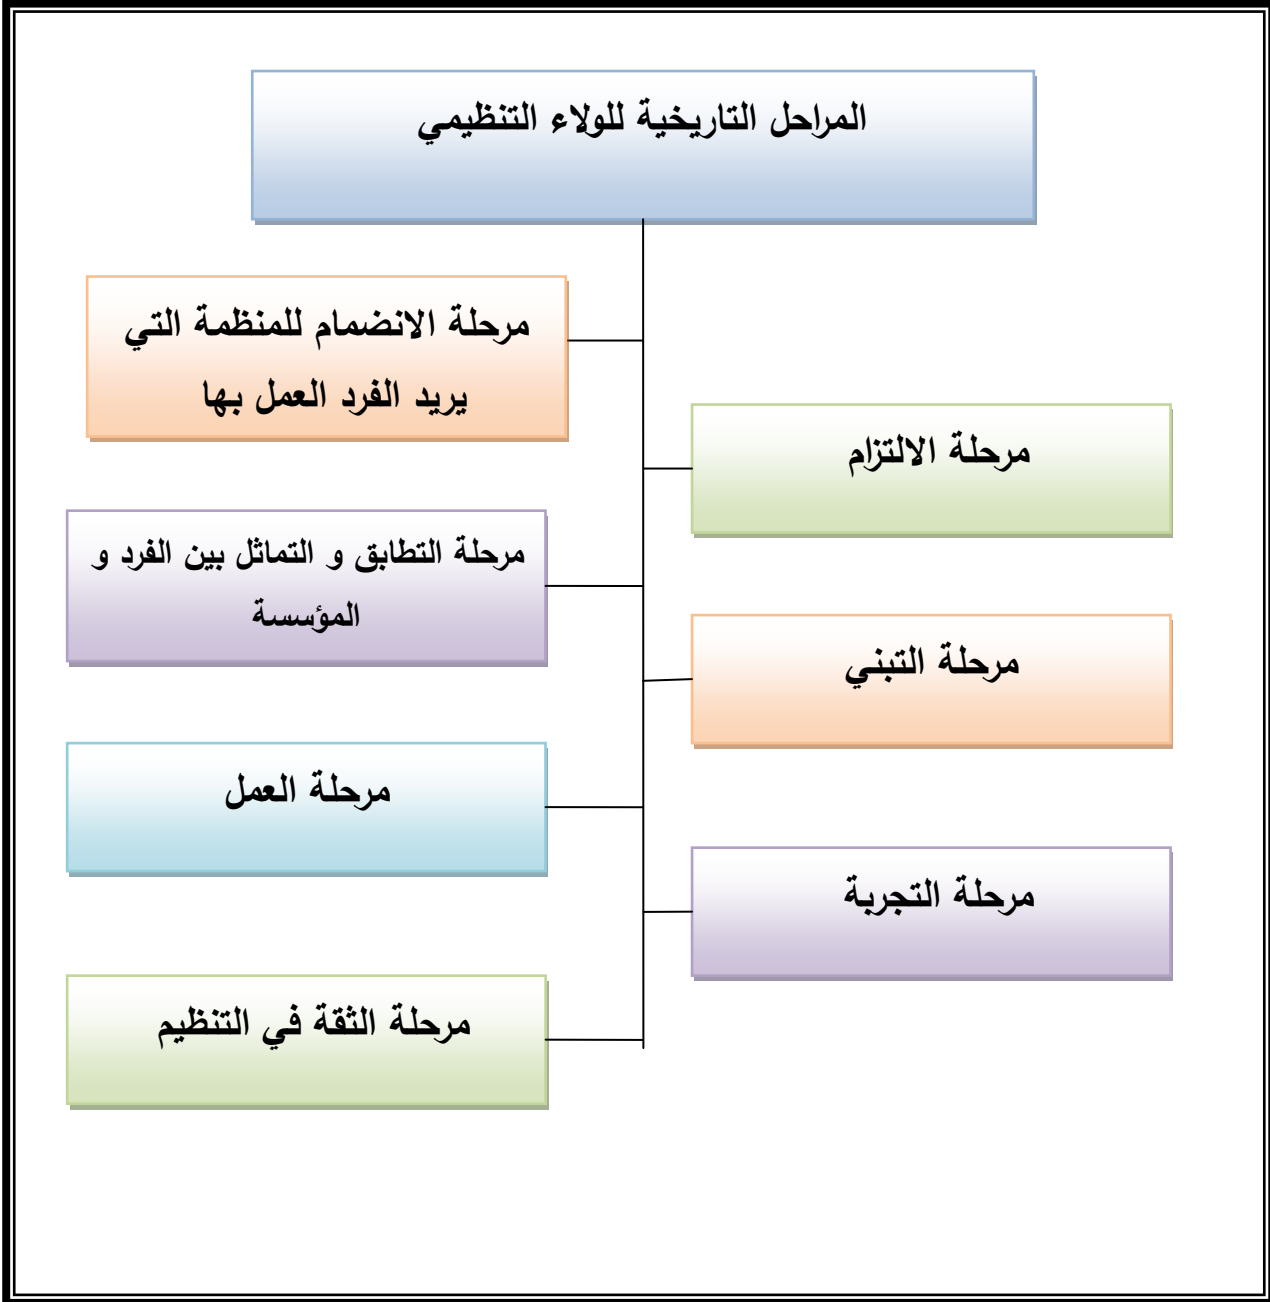 المراحل التاريخية للولاء التنظيمي
مرحلة الانضمام للمنظمة التي
يريد الفرد العمل بها
مرحلة الالتزام
مرحلة التطابق و التماثل بين الفرد و
المؤسسة
مرحلة التبني
مرحلة العمل
مرحلة التجربة
مرحلة الثقة في التنظيم